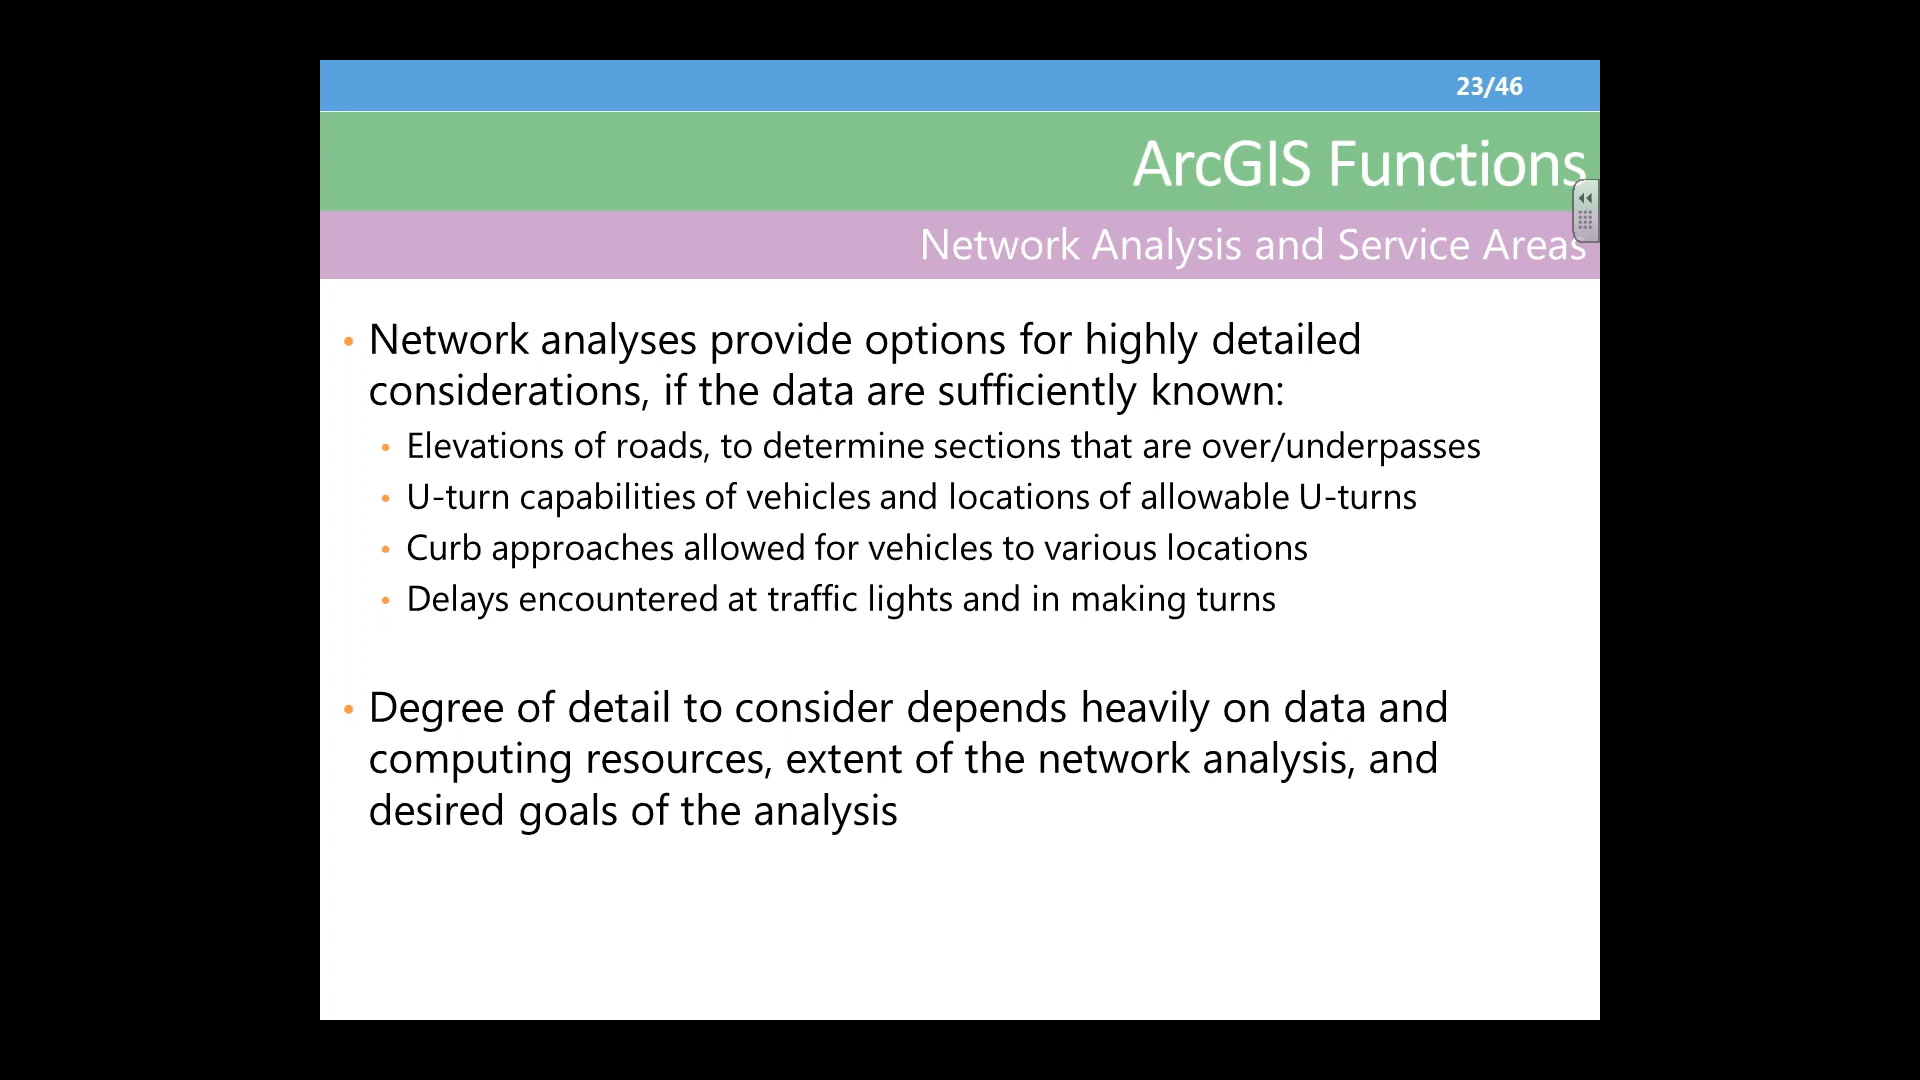 23/46
ArcGIS Functions
Network Analysis and Service Areas
• Network analyses provide options for highly detailed
considerations, if the data are sufficiently known:
• Elevations of roads, to determine sections that are over/underpasses
• U-turn capabilities of vehicles and locations of allowable U-turns
• Curb approaches allowed for vehicles to various locations
• Delays encountered at traffic lights and in making turns
• Degree of detail to consider depends heavily on data and
computing resources, extent of the network analysis, and
desired goals of the analysis